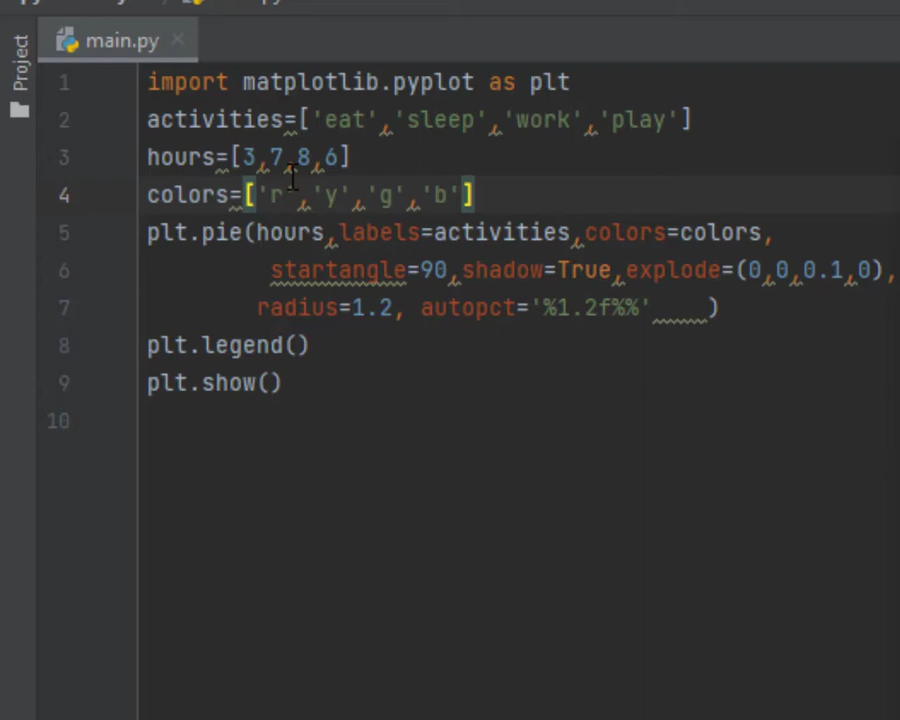 main.py
Project
1 import matplotlib.pyplot as plt
2 activities=['eat','sleep','work','play']
3 hours=[3,7,8,6]
4 colors=['r','y','g','b']
5 plt.pie(hours,labels=activities,colors=colors,
6 startangle=90,shadow=True,explode=(0,0,0.1,0),
7 radius=1.2, autopct='%1.2f%%' )
8 plt.legend()
9 plt.show()
10